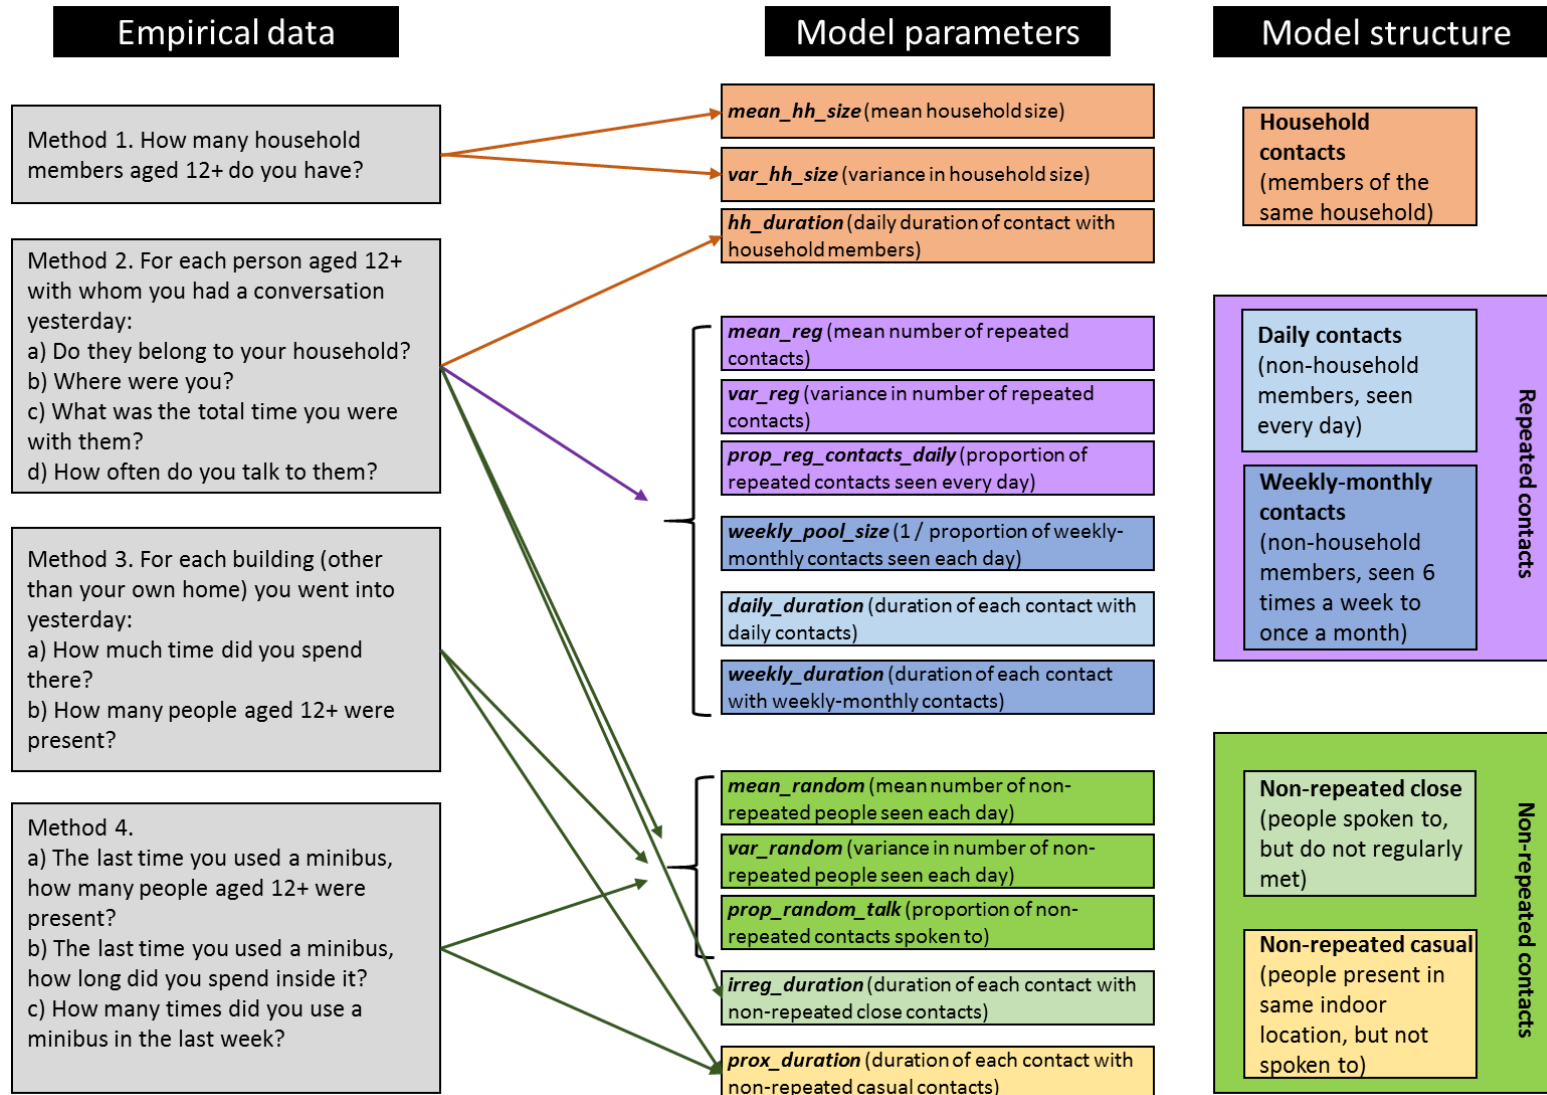 Empirical data
Model parameters
Model structure
Method 1. How many household
members aged 12+ do you have?
Method 2. For each person aged 12+
with whom you had a conversation
yesterday:
a) Do they belong to your household?
b) Where were you?
c) What was the total time you were
with them?
d) How often do you talk to them?
Method 3. For each building (other
than your own home) you went into
yesterday:
a) How much time did you spend
there?
b) How many people aged 12+ were
present?
Method 4.
a) The last time you used a minibus,
how many people aged 12+ were
present?
b) The last time you used a minibus,
how long did you spend inside it?
c) How many times did you use a
minibus in the last week?
mean_hh_size (mean household size)
var_hh_size (variance in household size)
hh_duration (daily duration of contact with
household members)
mean_reg (mean number of repeated
contacts)
var_reg (variance in number of repeated
contacts)
prop_reg_contacts_daily (proportion of
repeated contacts seen every day)
weekly_pool_size (1 / proportion of weekly-
monthly contacts seen each day)
daily_duration (duration of each contact with
daily contacts)
weekly_duration (duration of each contact
with weekly-monthly contacts)
mean_random (mean number of non-
repeated people seen each day)
var_random (variance in number of non-
repeated people seen each day)
prop_random_talk (proportion of non-
repeated contacts spoken to)
irreg_duration (duration of each contact with
non-repeated close contacts)
prox_duration (duration of each contact with
non-repeated casual contacts)
Household
contacts
(members of the
same household)
Daily contacts
(non-household
members, seen
every day)
Weekly-monthly
contacts
(non-household
members, seen 6
times a week to
once a month)
Repeated contacts
Non-repeated close
(people spoken to,
but do not regularly
met)
Non-repeated casual
(people present in
same indoor
location, but not
spoken to)
Non-repeated contacts